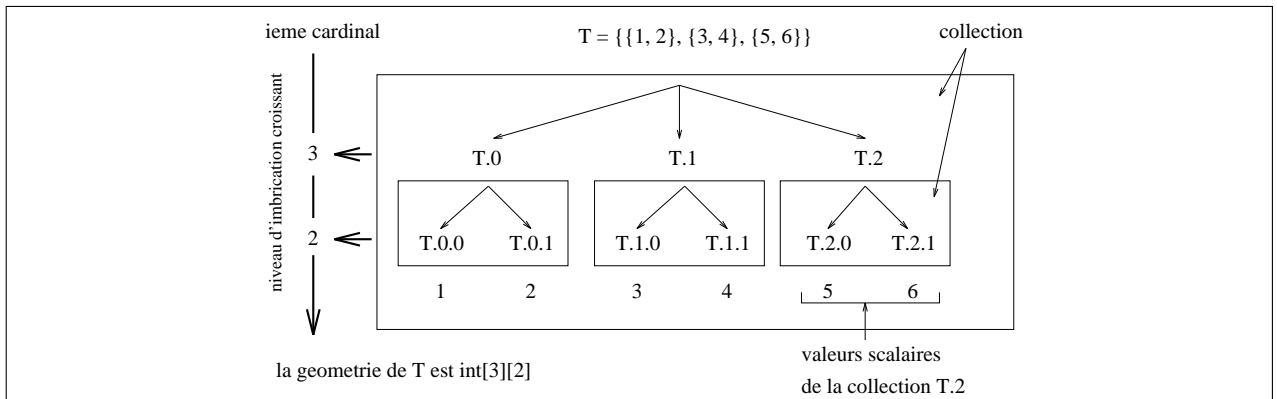 ieme cardinal
T = {{1, 2}, {3, 4}, {5, 6}}
collection
niveau d'imbrication croissant
3
T.0
T.1
T.2
2
T.0.0
T.0.1
T.1.0
T.1.1
T.2.0
T.2.1
1
2
3
4
5
6
la geometrie de T est int[3][2]
valeurs scalaires
de la collection T.2